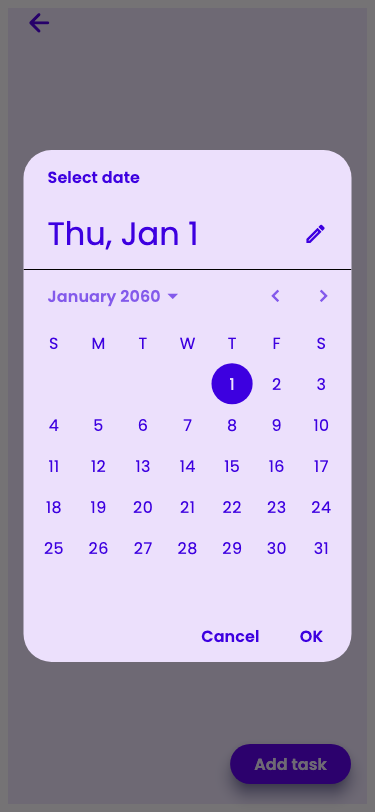 Select date
Thu, Jan 1
January 2060
S M T W T F S
1 2 3
4 5 6 7 8 9 10
11 12 13 14 15 16 17
18 19 20 21 22 23 24
25 26 27 28 29 30 31
Cancel OK
Add task